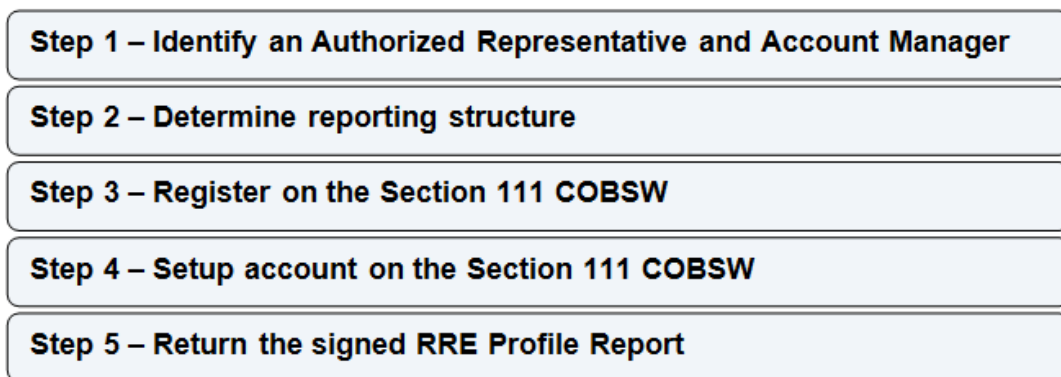 Step 1 – Identify an Authorized Representative and Account Manager
Step 2 – Determine reporting structure
Step 3 – Register on the Section 111 COBSW
Step 4 – Setup account on the Section 111 COBSW
Step 5 – Return the signed RRE Profile Report